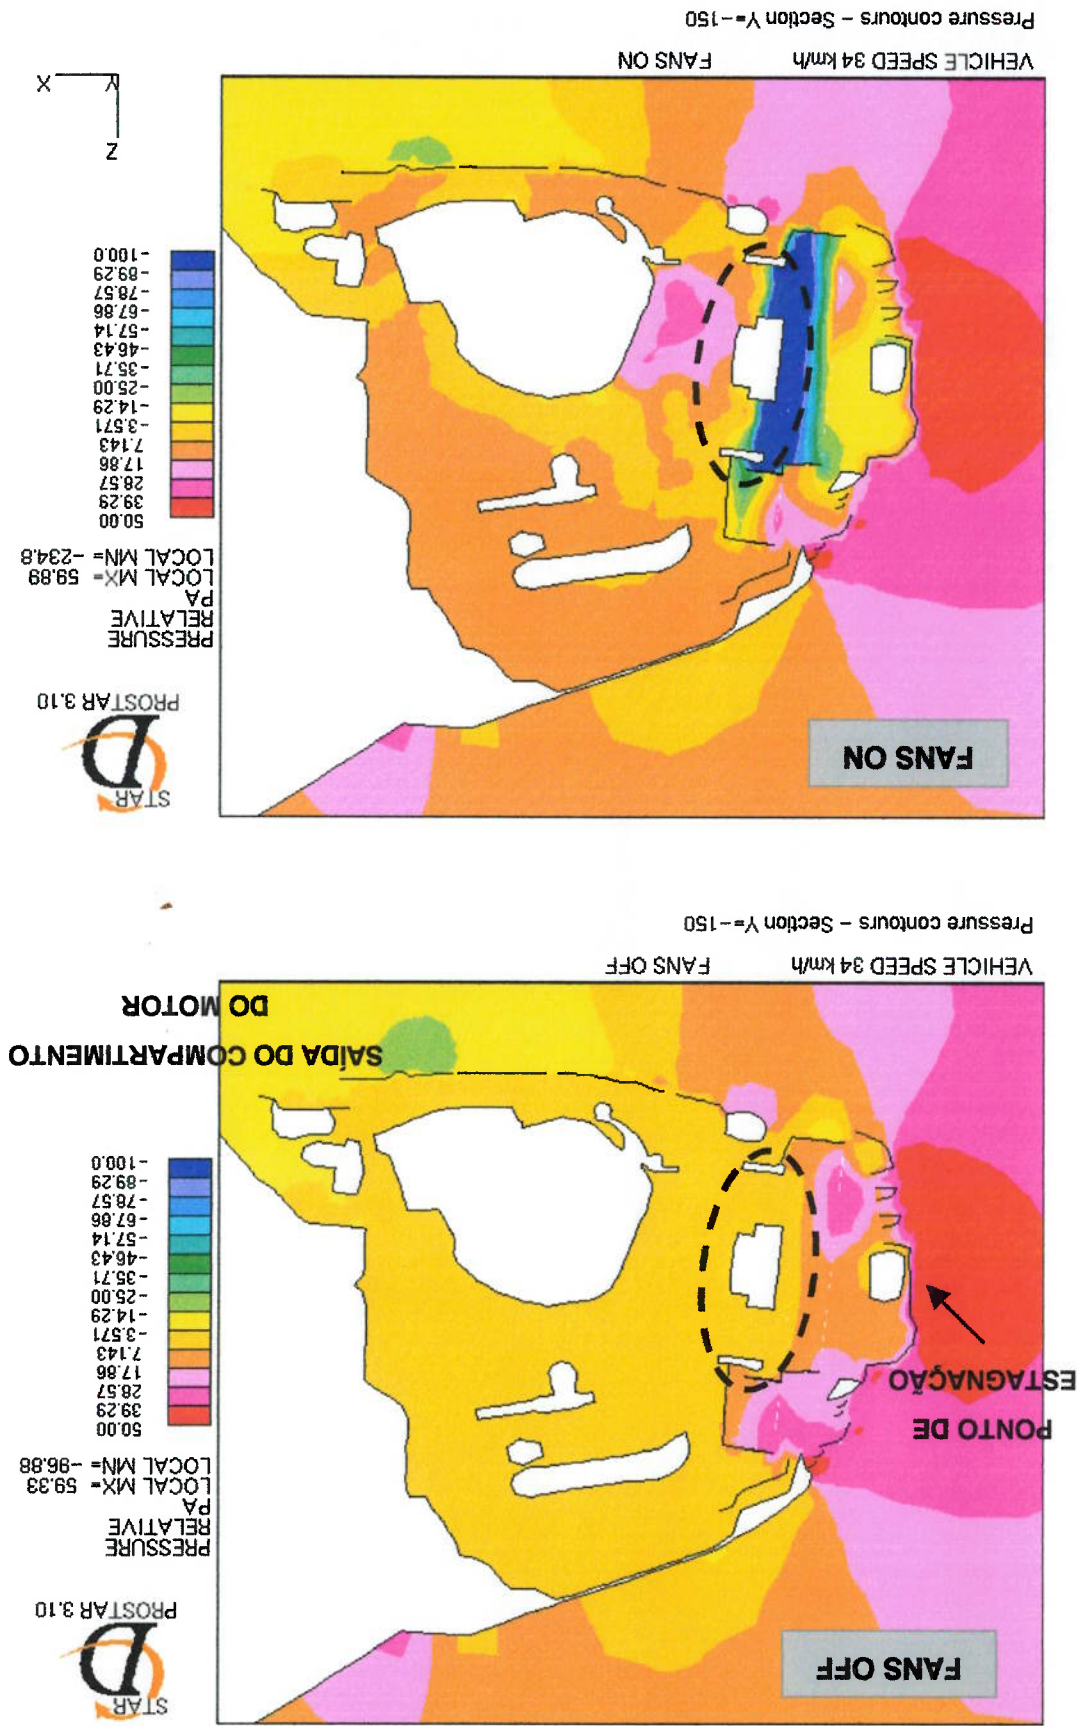 FANS OFF
STAR
D
PROSTAR 3.10
PRESSURE
RELATIVE
PA
LOCAL MX= 59.33
LOCAL MN= -96.88
50.00
39.29
28.57
17.86
7.143
-3.571
-14.29
-25.00
-35.71
-46.43
-57.14
-67.86
-78.57
-89.29
-100.0
PONTO DE
ESTAGNAÇÃO
SAÍDA DO COMPARTIMENTO
DO MOTOR
VEHICLE SPEED 34 km/h FANS OFF
Pressure contours - Section Y=-150
FANS ON
STAR
D
PROSTAR 3.10
PRESSURE
RELATIVE
PA
LOCAL MX= 59.89
LOCAL MN= -234.8
50.00
39.29
28.57
17.86
7.143
-3.571
-14.29
-25.00
-35.71
-46.43
-57.14
-67.86
-78.57
-89.29
-100.0
Z
Y X
VEHICLE SPEED 34 km/h FANS ON
Pressure contours - Section Y=-150